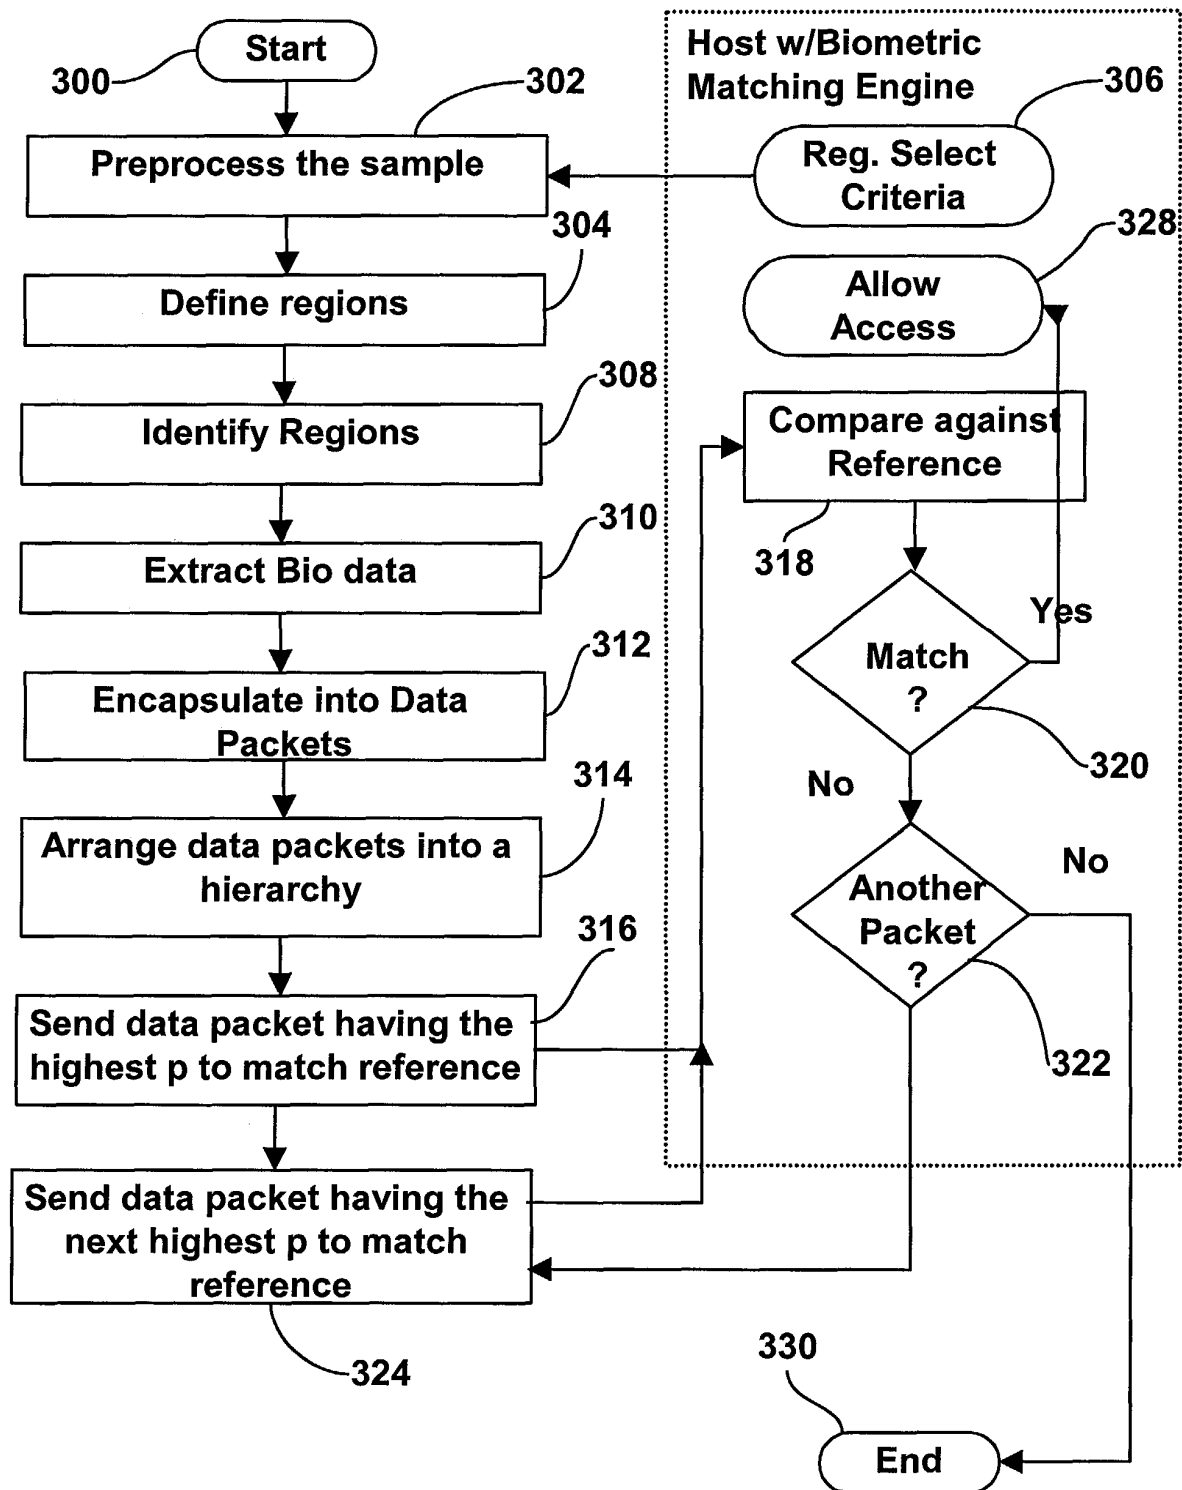 Start
300
302
Preprocess the sample
304
Define regions
308
Identify Regions
310
Extract Bio data
312
Encapsulate into Data
Packets
314
Arrange data packets into a
hierarchy
316
Send data packet having the
highest p to match reference
Send data packet having the
next highest p to match
reference
324
Host w/Biometric
Matching Engine
306
Reg. Select
Criteria
328
Allow
Access
Compare against
Reference
318
Yes
Match
?
320
No
No
Another
Packet
?
322
330
End